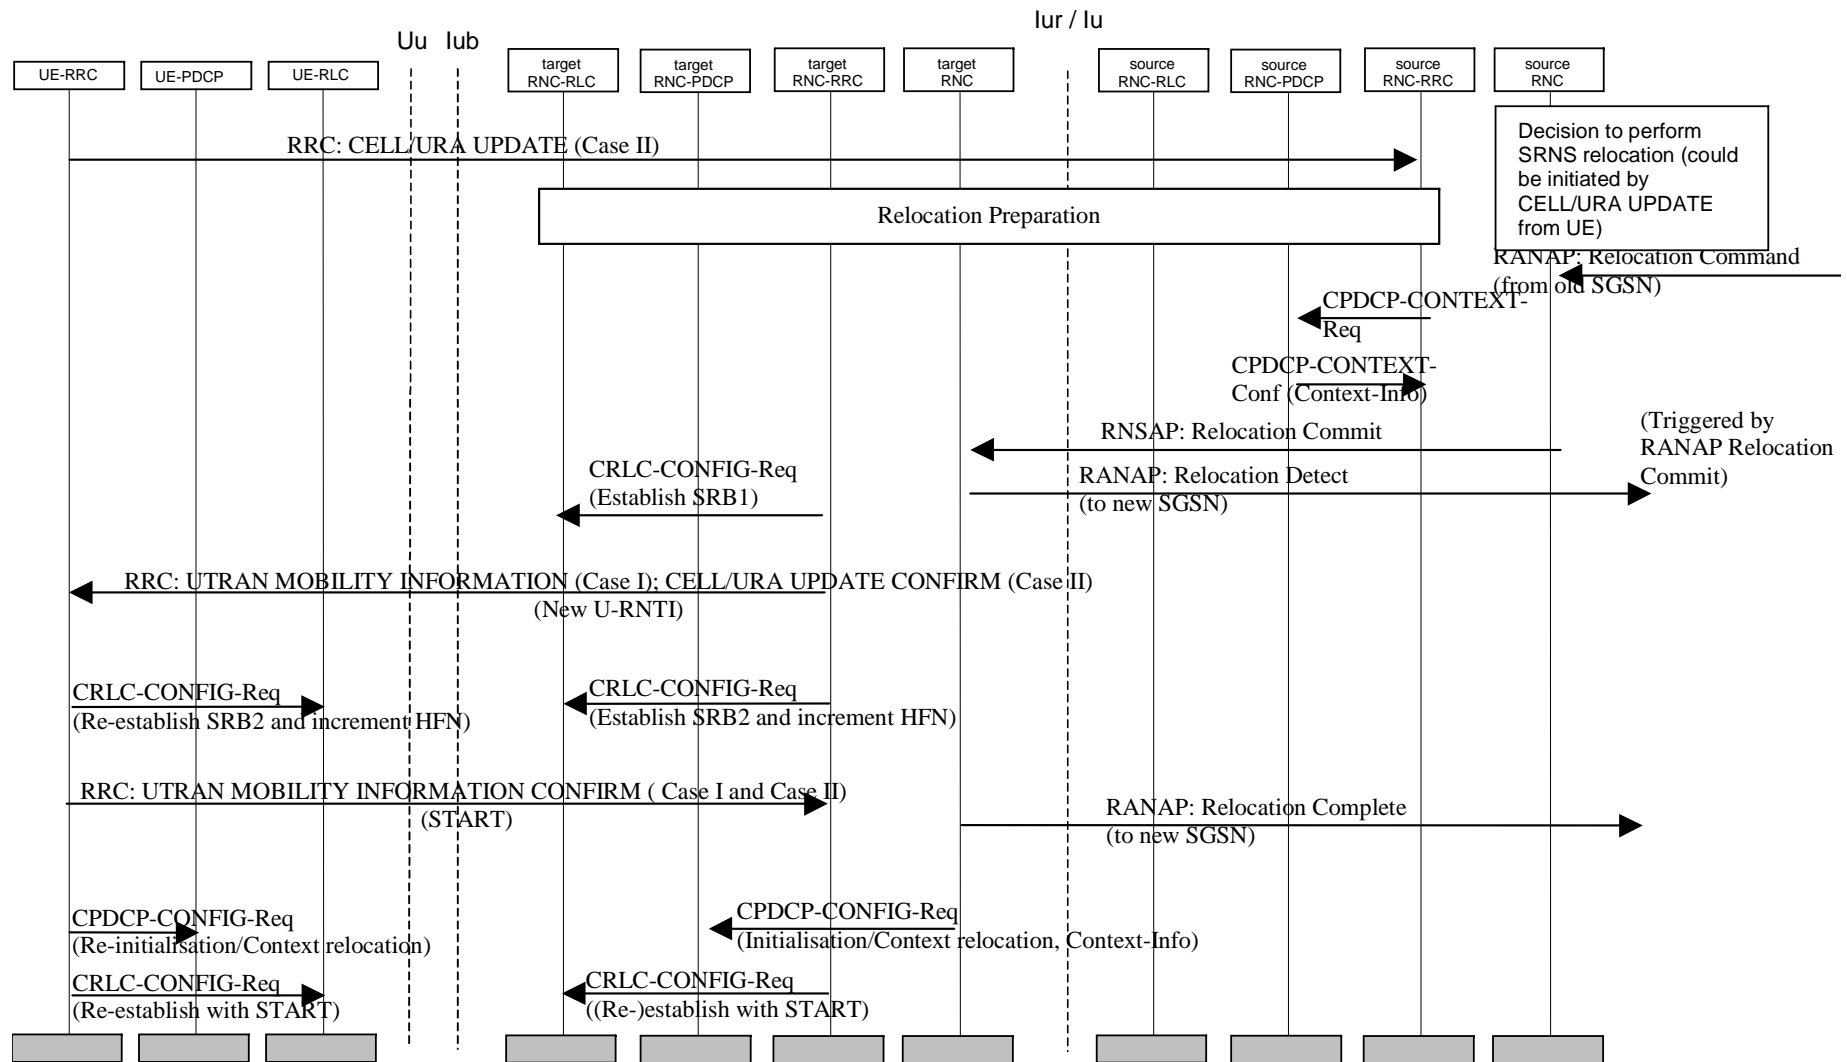 Iur / Iu
Uu Iub
UE-RRC
UE-PDCP
UE-RLC
target
RNC-RLC
target
RNC-PDCP
target
RNC-RRC
target
RNC
source
RNC-RLC
source
RNC-PDCP
source
RNC-RRC
source
RNC
Decision to perform
SRNS relocation (could
be initiated by
CELL/URA UPDATE
from UE)
RRC: CELL/URA UPDATE (Case II)
Relocation Preparation
RANAP: Relocation Command
(from old SGSN)
CPDCP-CONTEXT-
Req
CPDCP-CONTEXT-
Conf (Context-Info)
RNSAP: Relocation Commit
(Triggered by
RANAP Relocation
Commit)
CRLC-CONFIG-Req
(Establish SRB1)
RANAP: Relocation Detect
(to new SGSN)
RRC: UTRAN MOBILITY INFORMATION (Case I); CELL/URA UPDATE CONFIRM (Case II)
(New U-RNTI)
CRLC-CONFIG-Req
(Re-establish SRB2 and increment HFN)
CRLC-CONFIG-Req
(Establish SRB2 and increment HFN)
RRC: UTRAN MOBILITY INFORMATION CONFIRM ( Case I and Case II)
(START)
RANAP: Relocation Complete
(to new SGSN)
CPDCP-CONFIG-Req
(Re-initialisation/Context relocation)
CPDCP-CONFIG-Req
(Initialisation/Context relocation, Context-Info)
CRLC-CONFIG-Req
(Re-establish with START)
CRLC-CONFIG-Req
((Re-)establish with START)